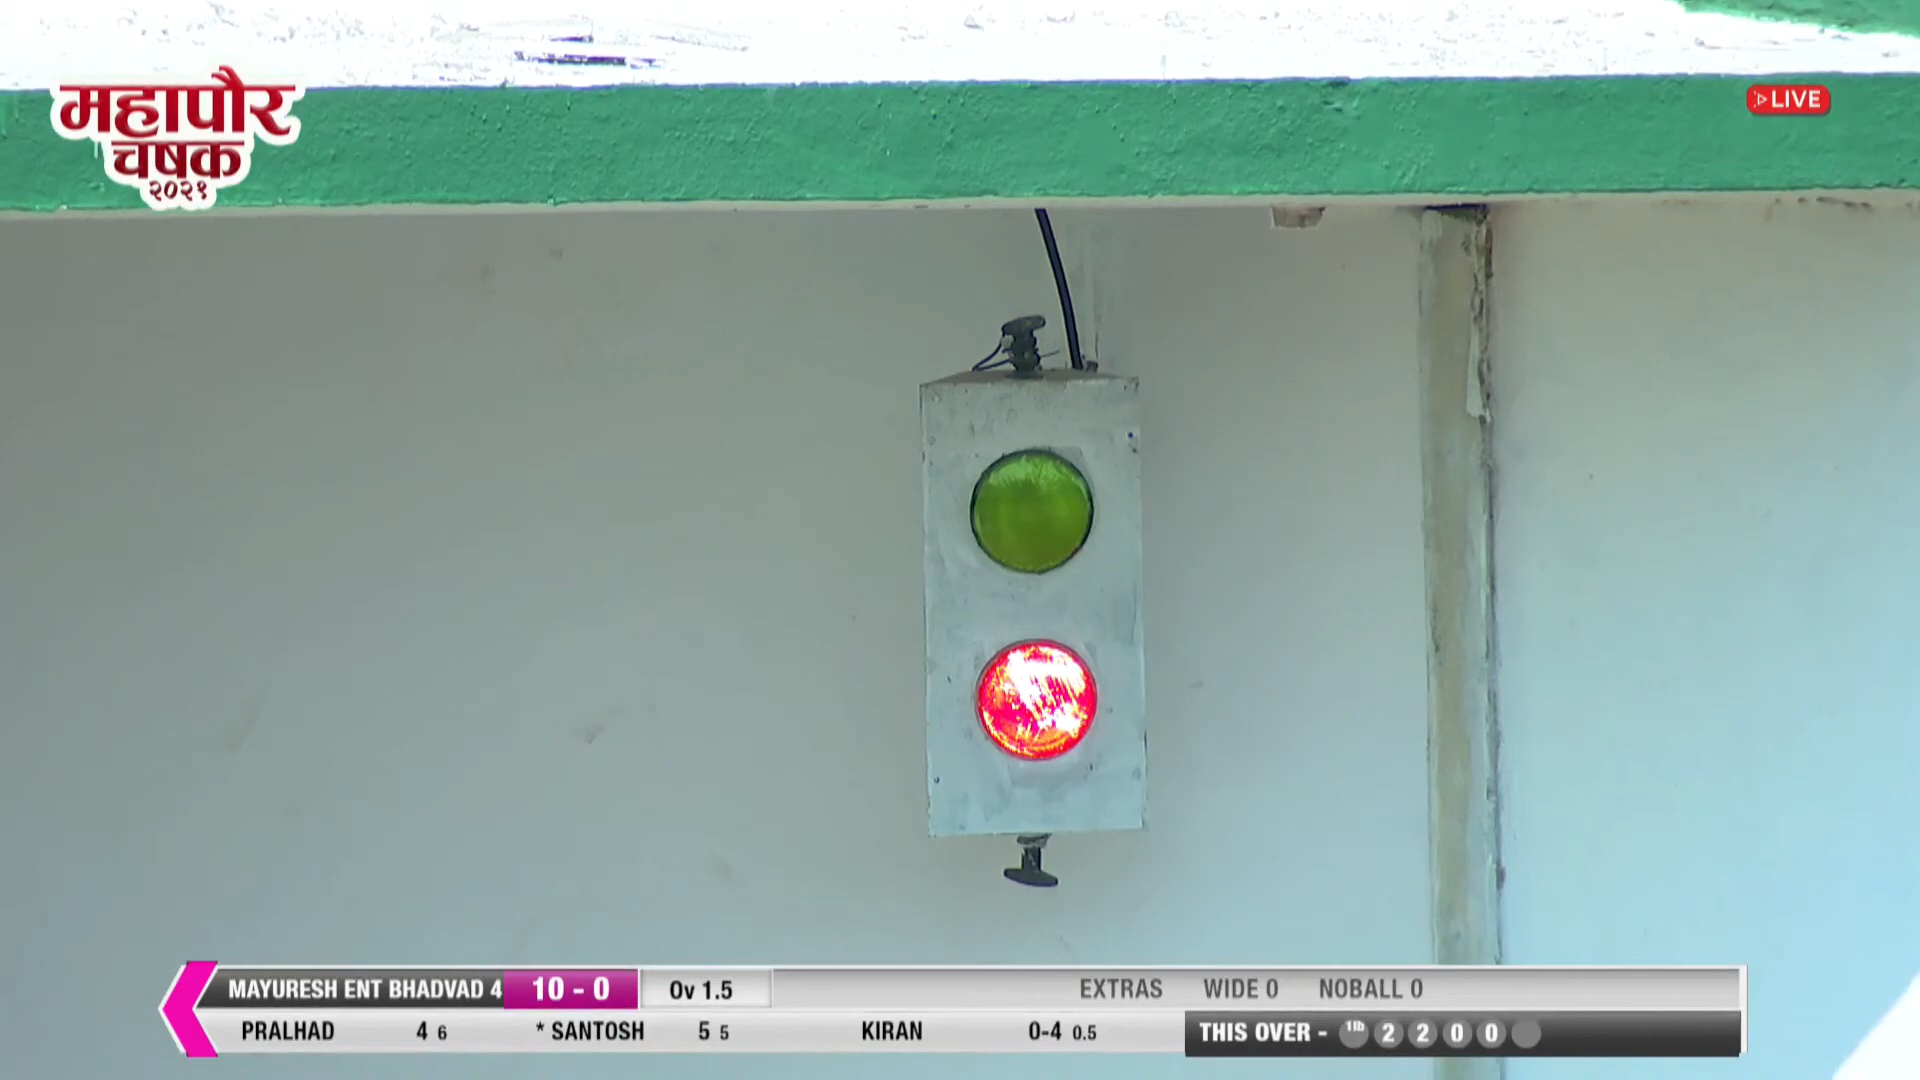 महापौर
चषक
२०२१
LIVE
MAYURESH ENT BHADVAD 4 10 - 0 Ov 1.5 EXTRAS WIDE 0 NOBALL 0
PRALHAD 4 6 * SANTOSH 5 5 KIRAN 0-4 0.5 THIS OVER - 1lb 2 2 0 0